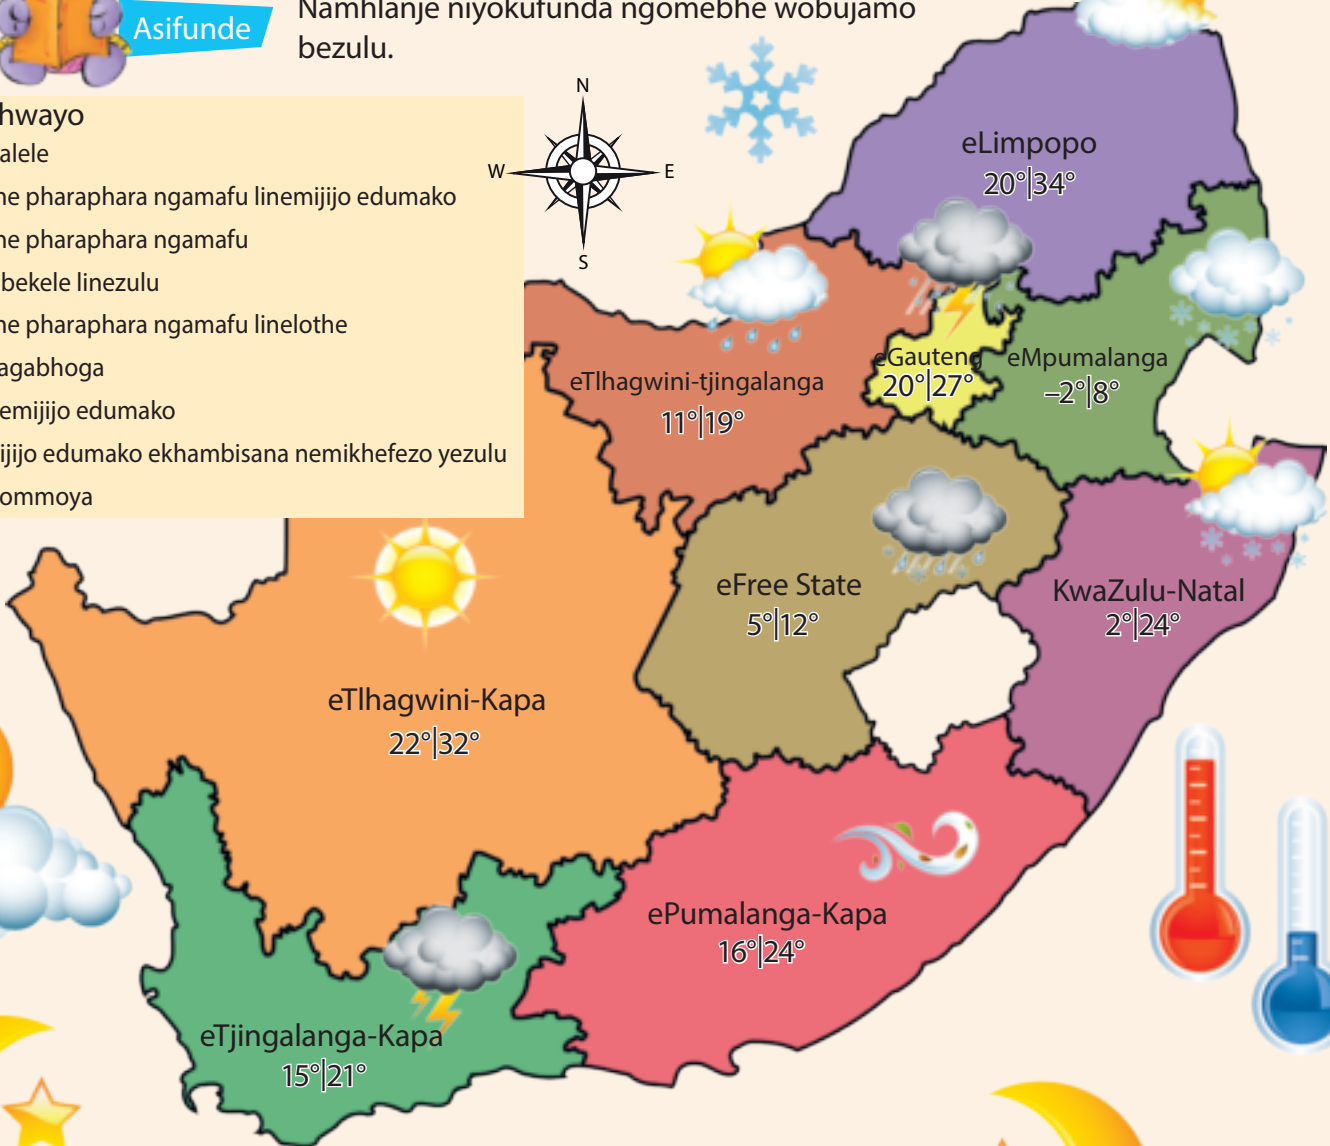 Asifunde
Namhlanje niyokufunda ngomebhe wobujamo
bezulu.
hwayo
alele
ne pharaphara ngamafu linemijijo edumako
ne pharaphara ngamafu
bekele linezulu
ne pharaphara ngamafu linelothe
agabhoga
emijijo edumako
ijijo edumako ekhambisana nemikhefezo yezulu
ommoya
N
W
E
S
eLimpopo
20°|34°
eGauteng
20°|27°
eMpumalanga
–2°|8°
eTlhagwini-tjingalanga
11°|19°
eFree State
5°|12°
KwaZulu-Natal
2°|24°
eTlhagwini-Kapa
22°|32°
ePumalanga-Kapa
16°|24°
eTjingalanga-Kapa
15°|21°